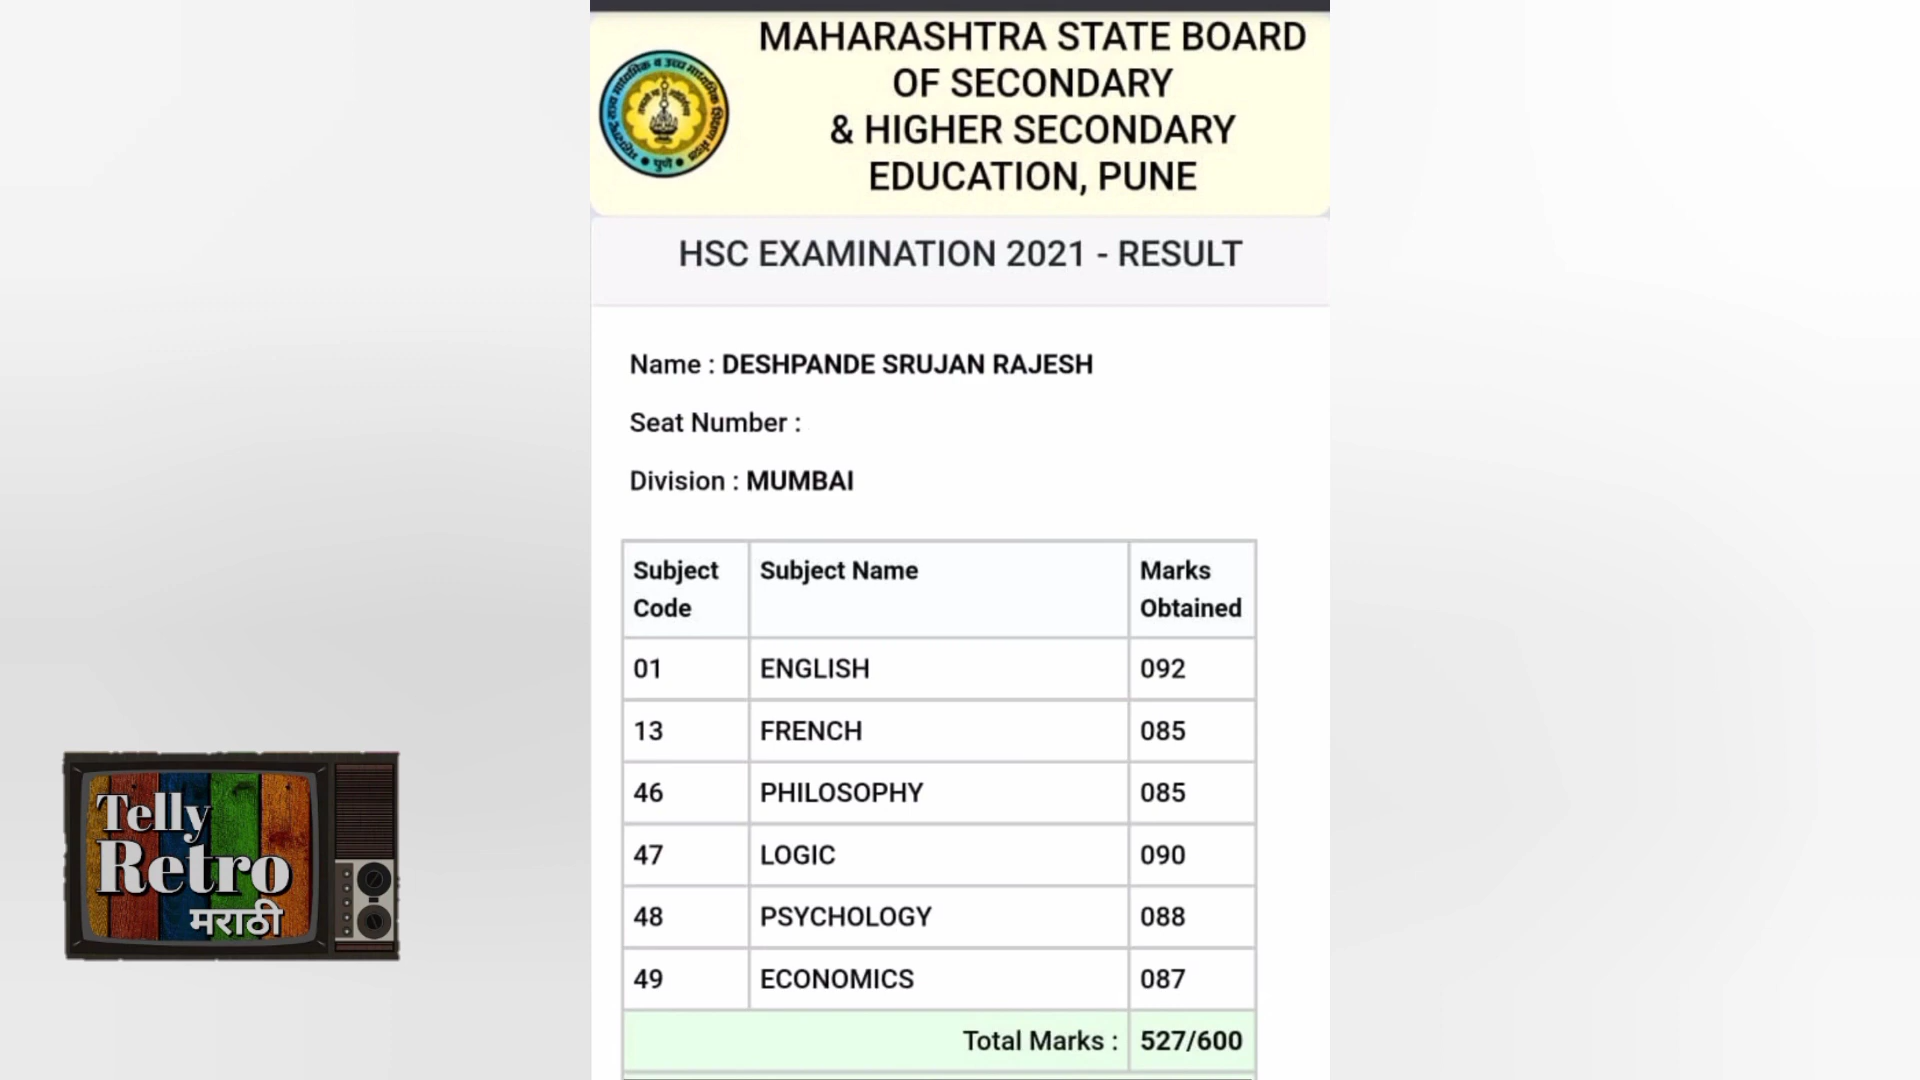 MAHARASHTRA STATE BOARD
OF SECONDARY
& HIGHER SECONDARY
EDUCATION, PUNE
HSC EXAMINATION 2021 - RESULT
Name : DESHPANDE SRUJAN RAJESH
Seat Number :
Division : MUMBAI
Subject Code Subject Name Marks Obtained
01 ENGLISH 092
13 FRENCH 085
46 PHILOSOPHY 085
47 LOGIC 090
48 PSYCHOLOGY 088
49 ECONOMICS 087
Total Marks : 527/600
Telly
Retro
मराठी